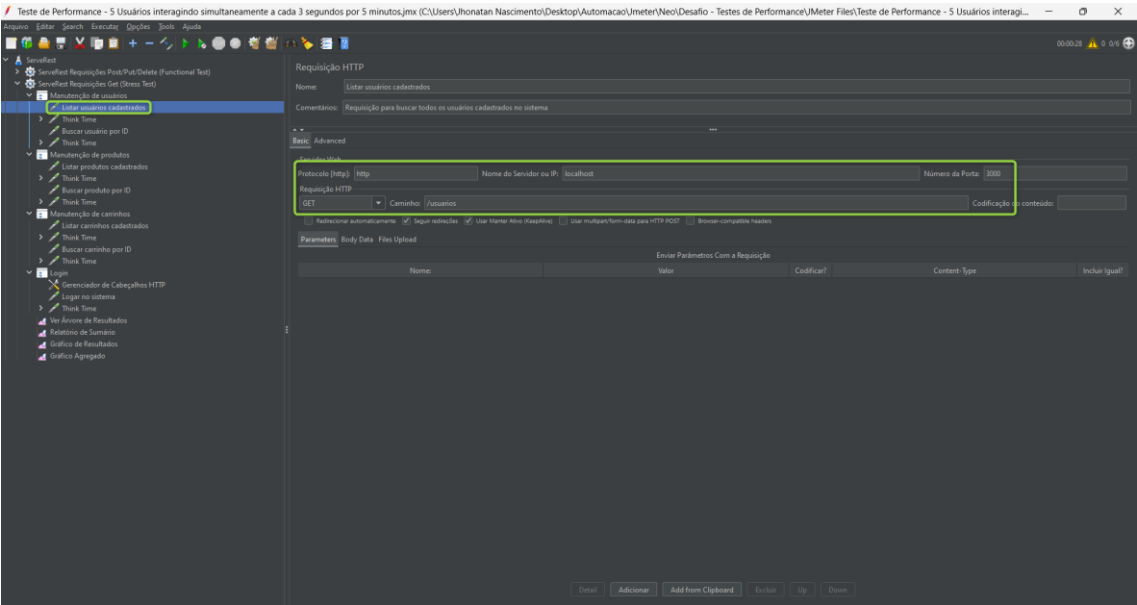 Teste de Performance - 5 Usuários interagindo simultaneamente a cada 3 segundos por 5 minutos.jmx (C:\Users\Jhonatan Nascimento\Desktop\Automacao\Jmeter\Neo\Desafio - Testes de Performance\JMeter Files\Teste de Performance - 5 Usuários interagi...
Arquivo Editar Search Executar Opções Tools Ajuda
00:00:28 0 0/6
ServeRest
ServeRest Requisições Post/Put/Delete (Functional Test)
ServeRest Requisições Get (Stress Test)
Manutenção de usuários
Listar usuários cadastrados
Think Time
Buscar usuário por ID
Think Time
Manutenção de produtos
Listar produtos cadastrados
Think Time
Buscar produto por ID
Think Time
Manutenção de carrinhos
Listar carrinhos cadastrados
Think Time
Buscar carrinho por ID
Think Time
Login
Gerenciador de Cabeçalhos HTTP
Logar no sistema
Think Time
Ver Árvore de Resultados
Relatório de Sumário
Gráfico de Resultados
Gráfico Agregado
Requisição HTTP
Nome: Listar usuários cadastrados
Comentários: Requisição para buscar todos os usuários cadastrados no sistema
Basic Advanced
Servidor Web
Protocolo [http]: http Nome do Servidor ou IP: localhost Número da Porta: 3000
Requisição HTTP
GET Caminho: /usuarios Codificação do conteúdo:
Redirecionar automaticamente Seguir redireções Usar Manter Ativo (KeepAlive) Usar multipart/form-data para HTTP POST Browser-compatible headers
Parameters Body Data Files Upload
Enviar Parâmetros Com a Requisição
Nome: Valor Codificar? Content-Type Incluir Igual?
Detail Adicionar Add from Clipboard Excluir Up Down